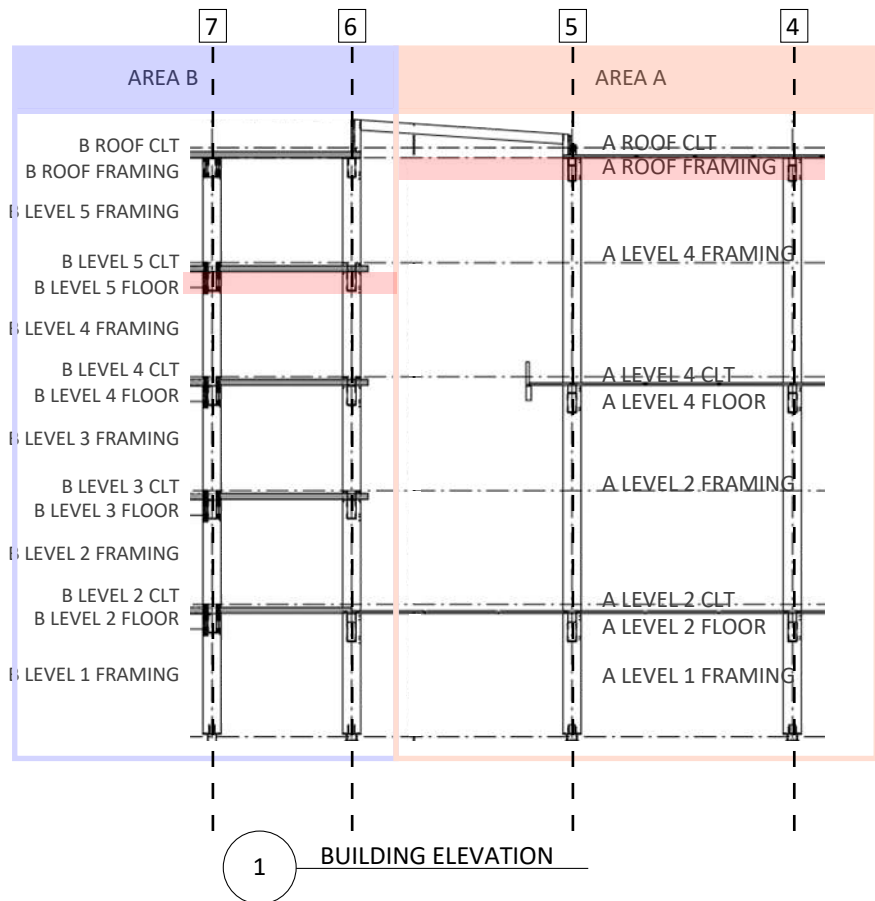 7
6
5
4
AREA B
AREA A
B ROOF CLT
A ROOF CLT
B ROOF FRAMING
A ROOF FRAMING
B LEVEL 5 FRAMING
A LEVEL 4 FRAMING
B LEVEL 5 CLT
B LEVEL 5 FLOOR
B LEVEL 4 FRAMING
B LEVEL 4 CLT
A LEVEL 4 CLT
B LEVEL 4 FLOOR
A LEVEL 4 FLOOR
B LEVEL 3 FRAMING
B LEVEL 3 CLT
A LEVEL 2 FRAMING
B LEVEL 3 FLOOR
B LEVEL 2 FRAMING
B LEVEL 2 CLT
A LEVEL 2 CLT
B LEVEL 2 FLOOR
A LEVEL 2 FLOOR
B LEVEL 1 FRAMING
A LEVEL 1 FRAMING
1
BUILDING ELEVATION